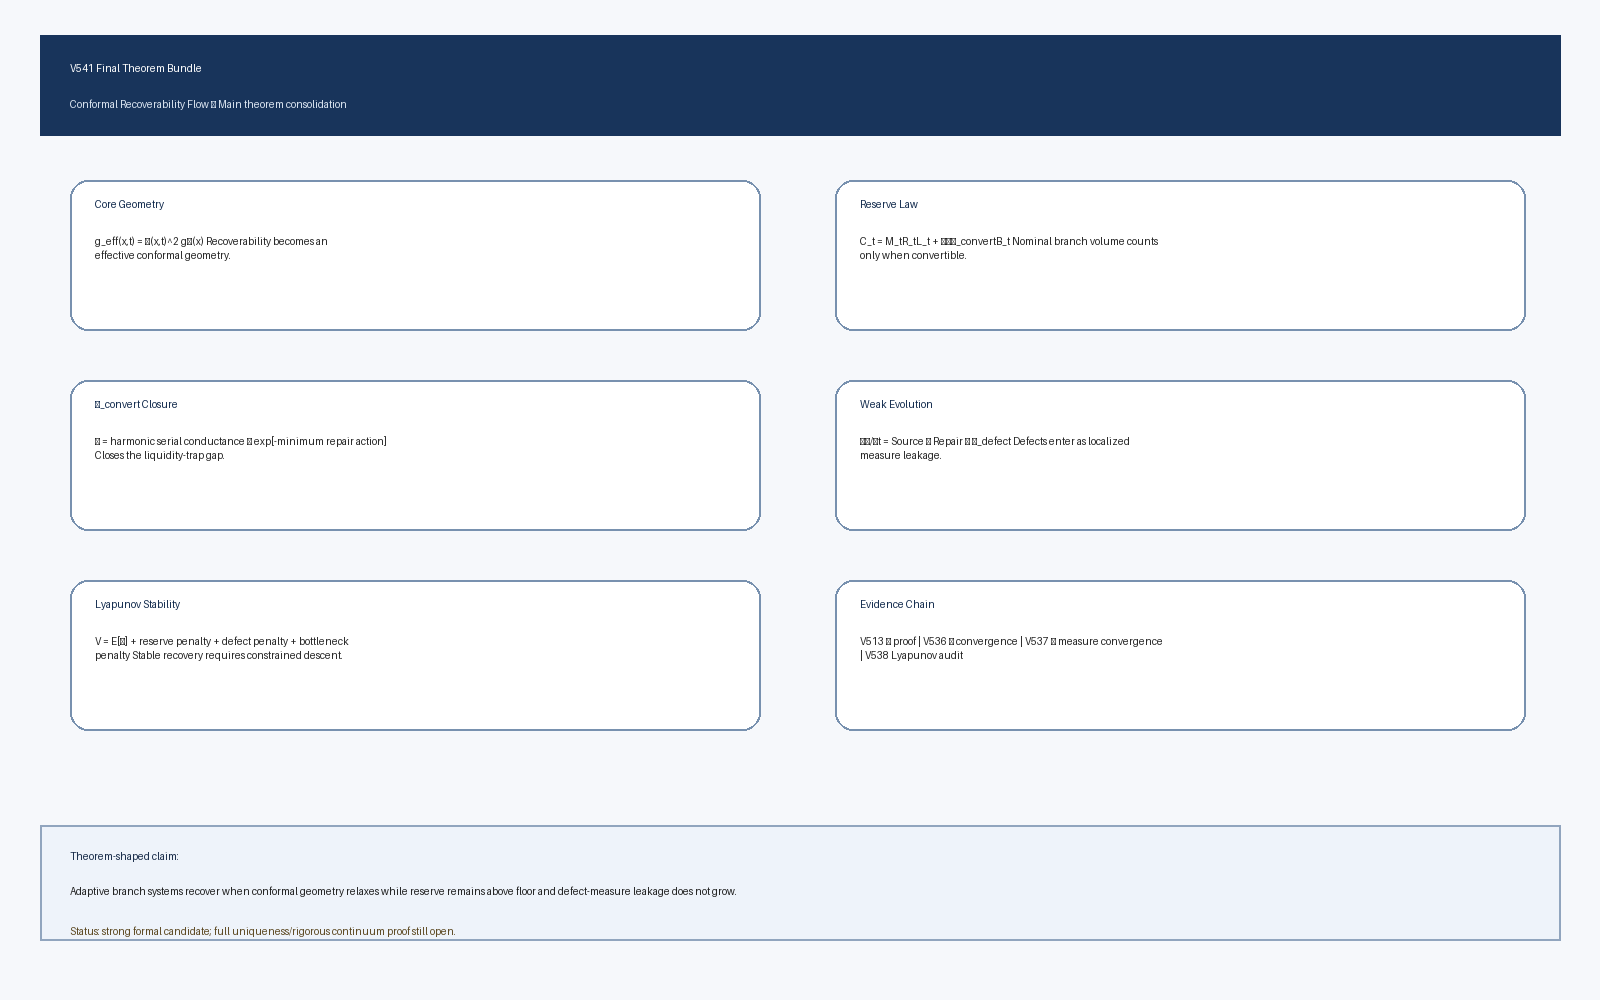 V541 Final Theorem Bundle
Conformal Recoverability Flow � Main theorem consolidation
Core Geometry
g_eff(x,t) = �(x,t)^2 g�(x) Recoverability becomes an
effective conformal geometry.
Reserve Law
C_t = M_tR_tL_t + ���_convertB_t Nominal branch volume counts
only when convertible.
�_convert Closure
� = harmonic serial conductance � exp[-minimum repair action]
Closes the liquidity-trap gap.
Weak Evolution
��/�t = Source � Repair � �_defect Defects enter as localized
measure leakage.
Lyapunov Stability
V = E[�] + reserve penalty + defect penalty + bottleneck
penalty Stable recovery requires constrained descent.
Evidence Chain
V513 � proof | V536 � convergence | V537 � measure convergence
| V538 Lyapunov audit
Theorem-shaped claim:
Adaptive branch systems recover when conformal geometry relaxes while reserve remains above floor and defect-measure leakage does not grow.
Status: strong formal candidate; full uniqueness/rigorous continuum proof still open.